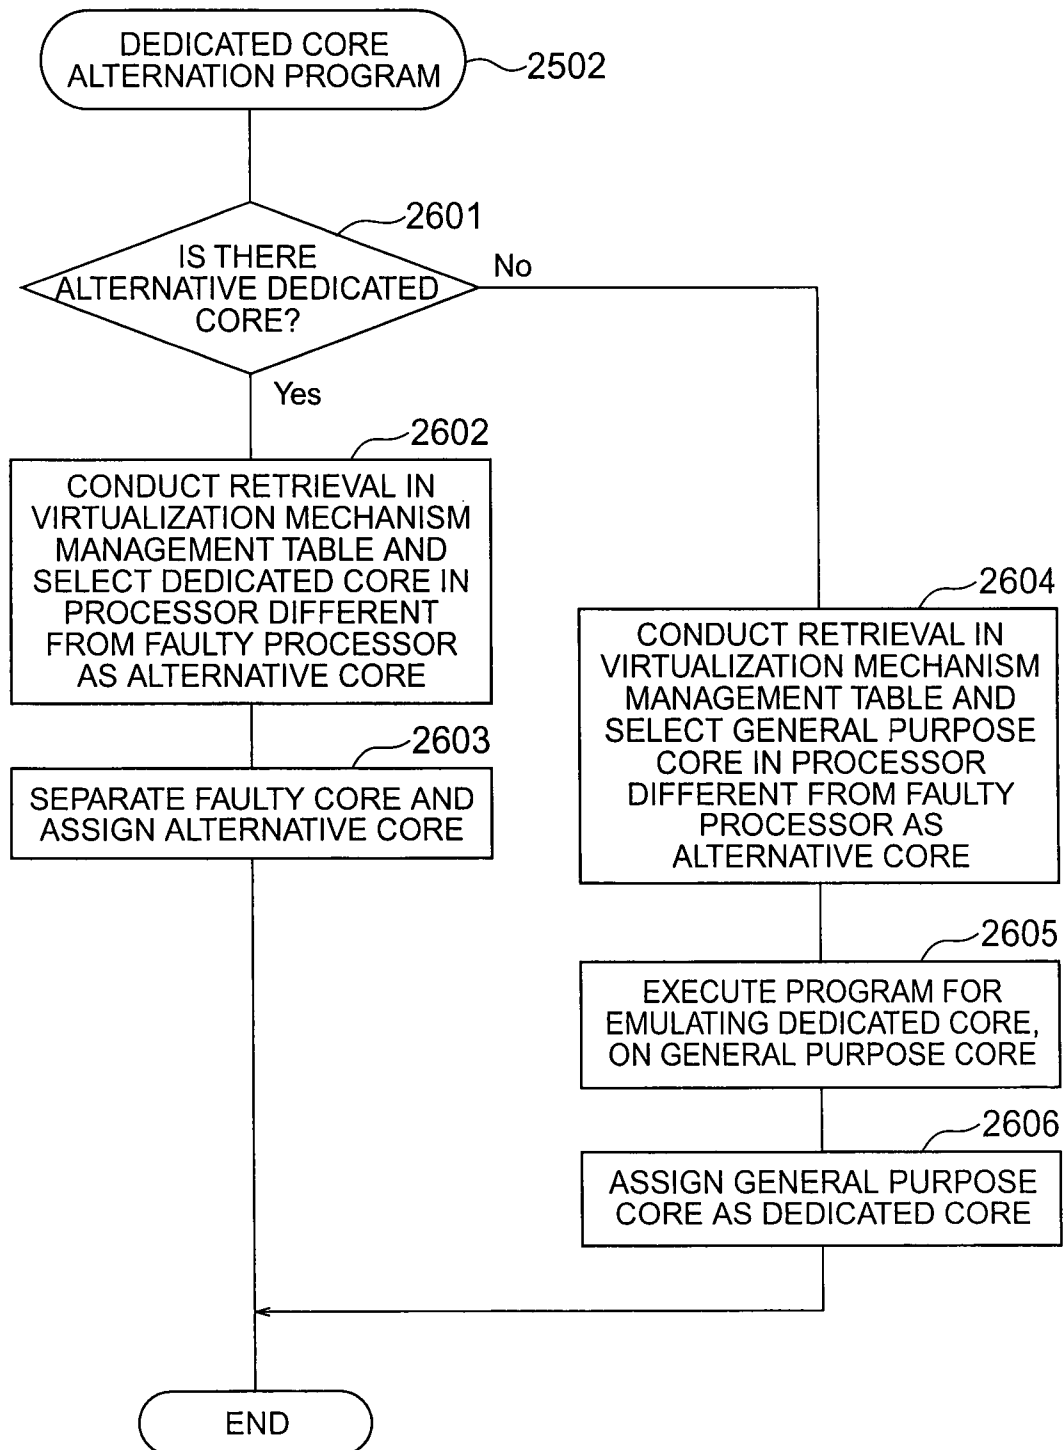 DEDICATED CORE
ALTERNATION PROGRAM
2502
2601
IS THERE
ALTERNATIVE DEDICATED
CORE?
No
Yes
2602
CONDUCT RETRIEVAL IN
VIRTUALIZATION MECHANISM
MANAGEMENT TABLE AND
SELECT DEDICATED CORE IN
PROCESSOR DIFFERENT
FROM FAULTY PROCESSOR
AS ALTERNATIVE CORE
2603
SEPARATE FAULTY CORE AND
ASSIGN ALTERNATIVE CORE
2604
CONDUCT RETRIEVAL IN
VIRTUALIZATION MECHANISM
MANAGEMENT TABLE AND
SELECT GENERAL PURPOSE
CORE IN PROCESSOR
DIFFERENT FROM FAULTY
PROCESSOR AS
ALTERNATIVE CORE
2605
EXECUTE PROGRAM FOR
EMULATING DEDICATED CORE,
ON GENERAL PURPOSE CORE
2606
ASSIGN GENERAL PURPOSE
CORE AS DEDICATED CORE
END